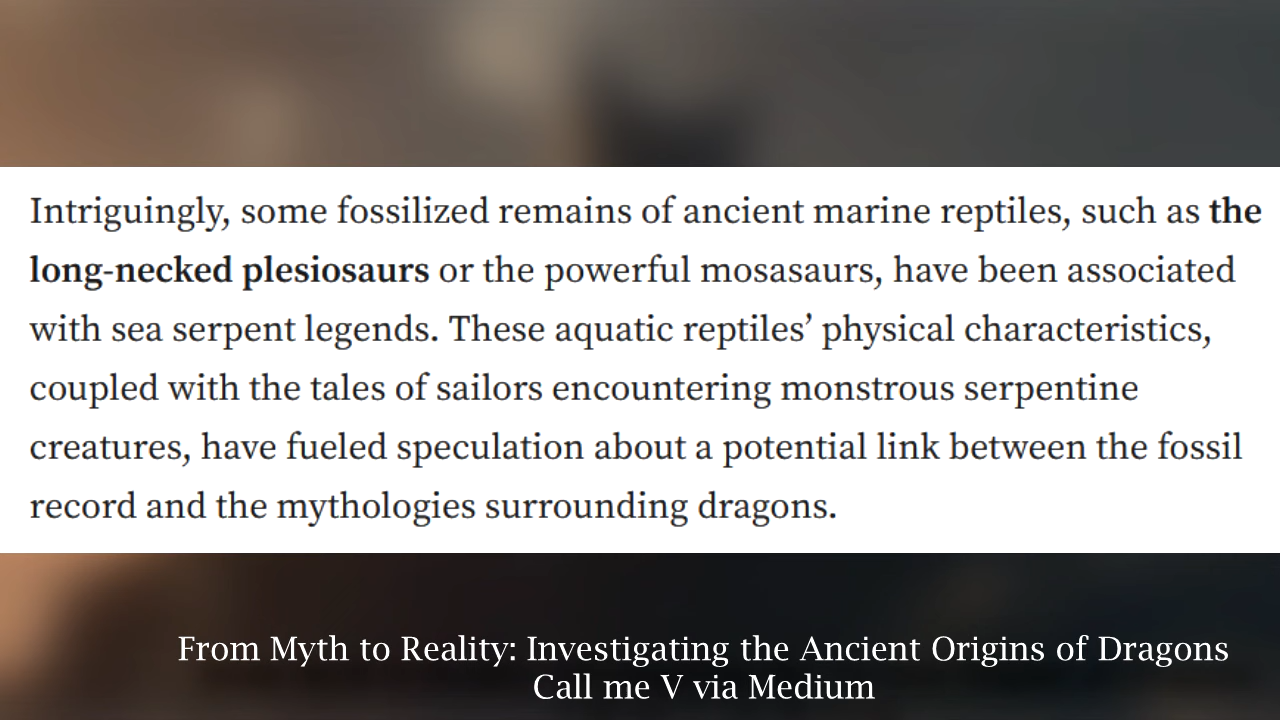 Intriguingly, some fossilized remains of ancient marine reptiles, such as the
long-necked plesiosaurs or the powerful mosasaurs, have been associated
with sea serpent legends. These aquatic reptiles’ physical characteristics,
coupled with the tales of sailors encountering monstrous serpentine
creatures, have fueled speculation about a potential link between the fossil
record and the mythologies surrounding dragons.
From Myth to Reality: Investigating the Ancient Origins of Dragons
Call me V via Medium